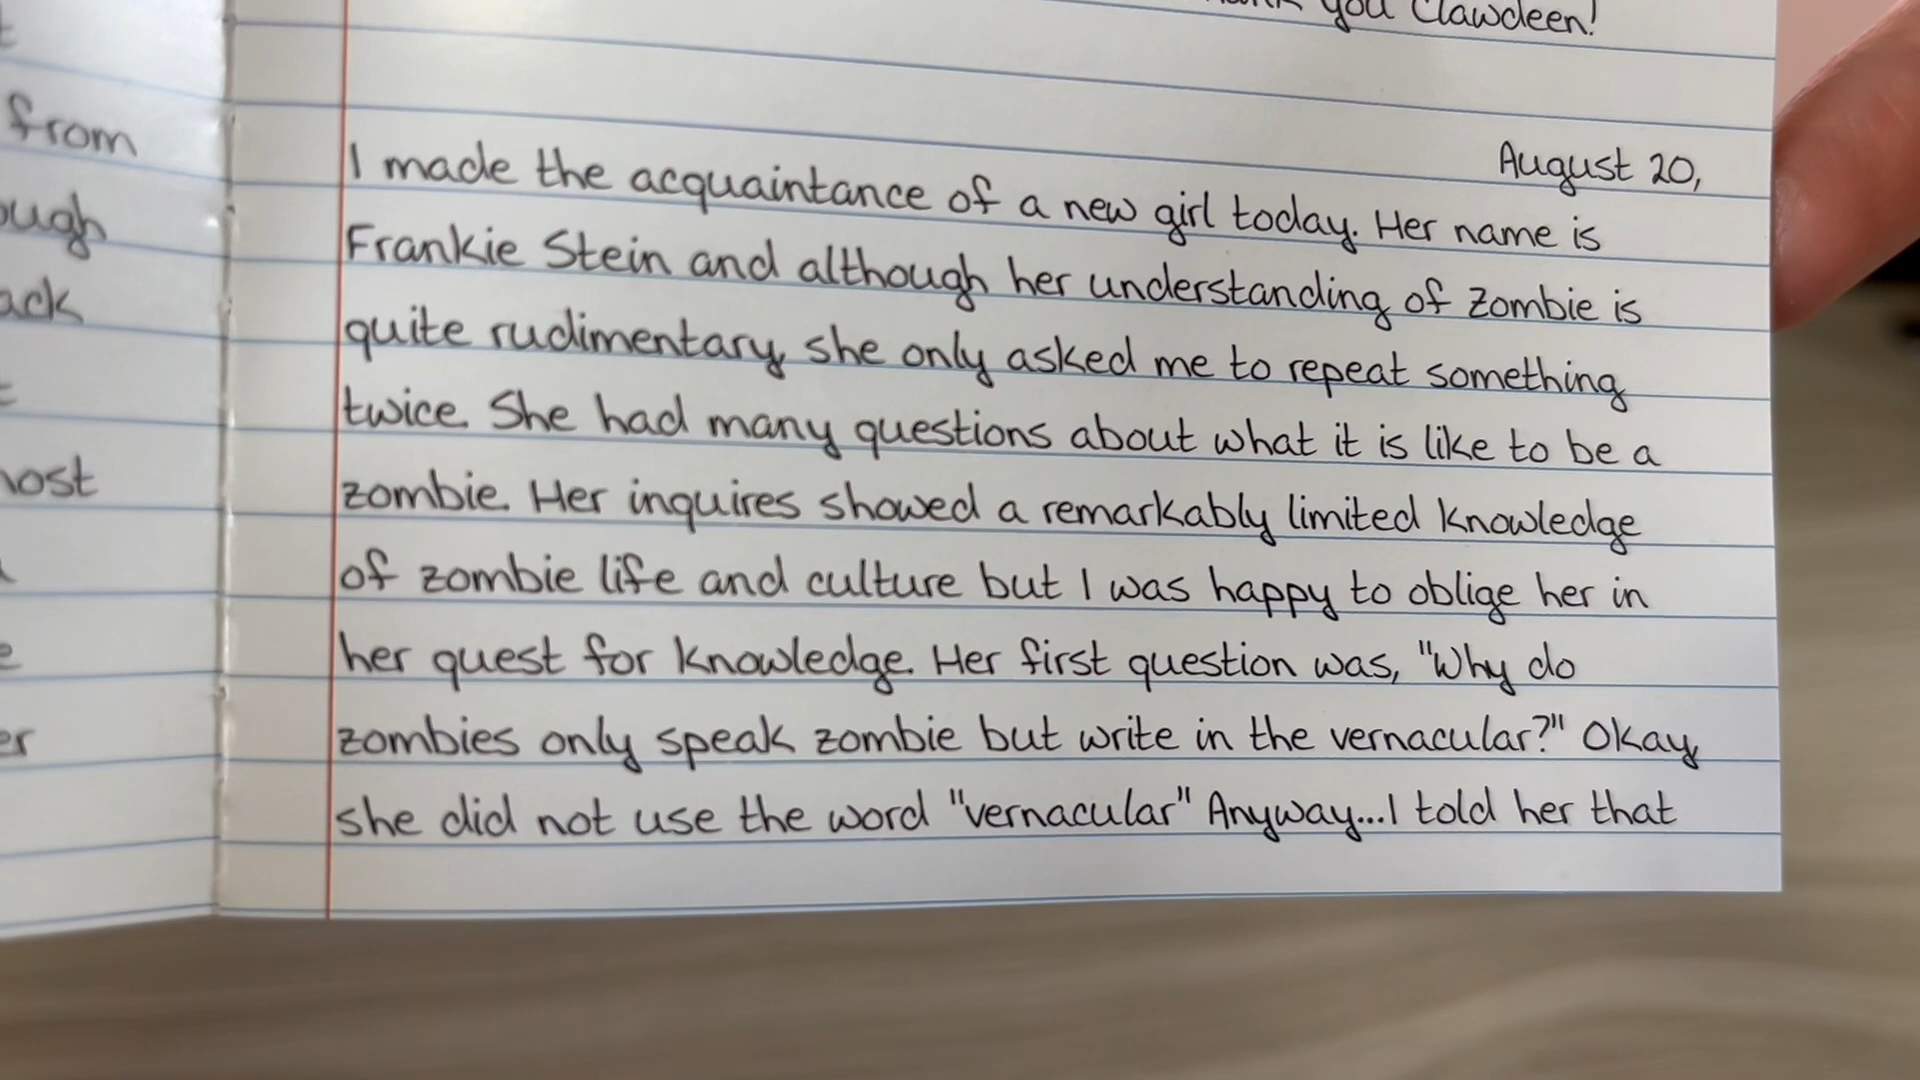 you Clawdeen!
from
ough
ack
host
er
August 20,
I made the acquaintance of a new girl today. Her name is
Frankie Stein and although her understanding of zombie is
quite rudimentary, she only asked me to repeat something
twice. She had many questions about what it is like to be a
zombie. Her inquires showed a remarkably limited knowledge
of zombie life and culture but I was happy to oblige her in
her quest for knowledge. Her first question was, "Why do
zombies only speak zombie but write in the vernacular?" Okay,
she did not use the word "vernacular" Anyway...I told her that